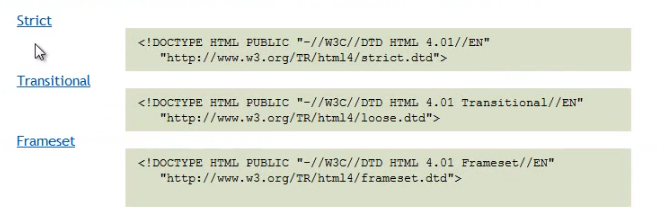 Strict
<!DOCTYPE HTML PUBLIC "-//W3C//DTD HTML 4.01//EN"
"http://www.w3.org/TR/html4/strict.dtd">
Transitional
<!DOCTYPE HTML PUBLIC "-//W3C//DTD HTML 4.01 Transitional//EN"
"http://www.w3.org/TR/html4/loose.dtd">
Frameset
<!DOCTYPE HTML PUBLIC "-//W3C//DTD HTML 4.01 Frameset//EN"
"http://www.w3.org/TR/html4/frameset.dtd">